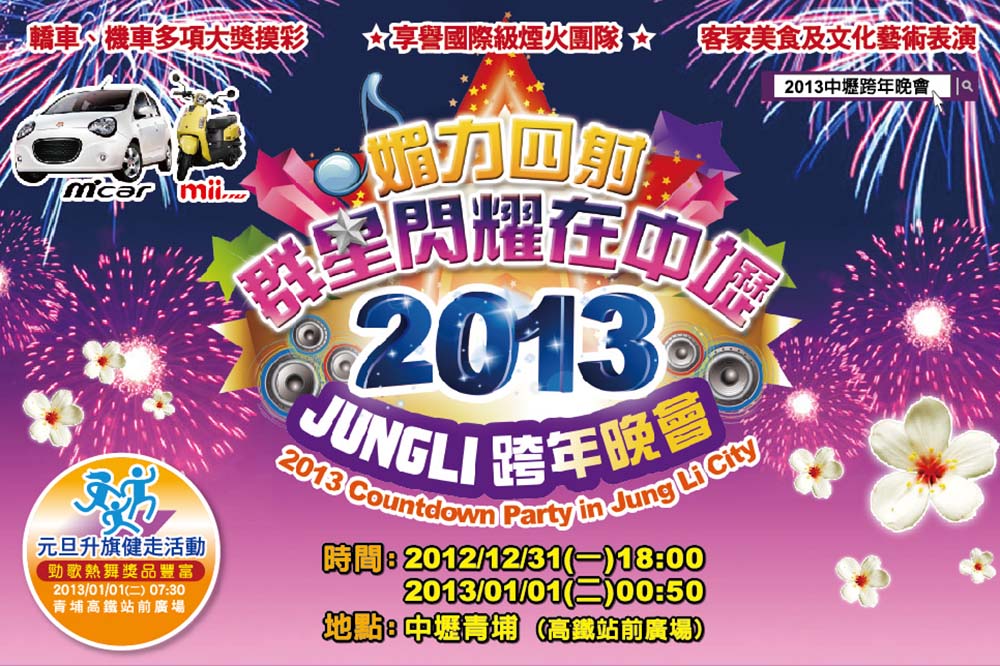 轎車、機車多項大獎摸彩
☆ 享譽國際級煙火團隊 ☆
客家美食及文化藝術表演
2013中壢跨年晚會
mcar
mii
媚力四射
群星閃耀在中壢
2013
JUNGLI 跨年晚會
2013 Countdown Party in Jung Li City
元旦升旗健走活動
勁歌熱舞獎品豐富
2013/01/01(二) 07:30
青埔高鐵站前廣場
時間：2012/12/31(一)18:00
2013/01/01(二)00:50
地點：中壢青埔（高鐵站前廣場）